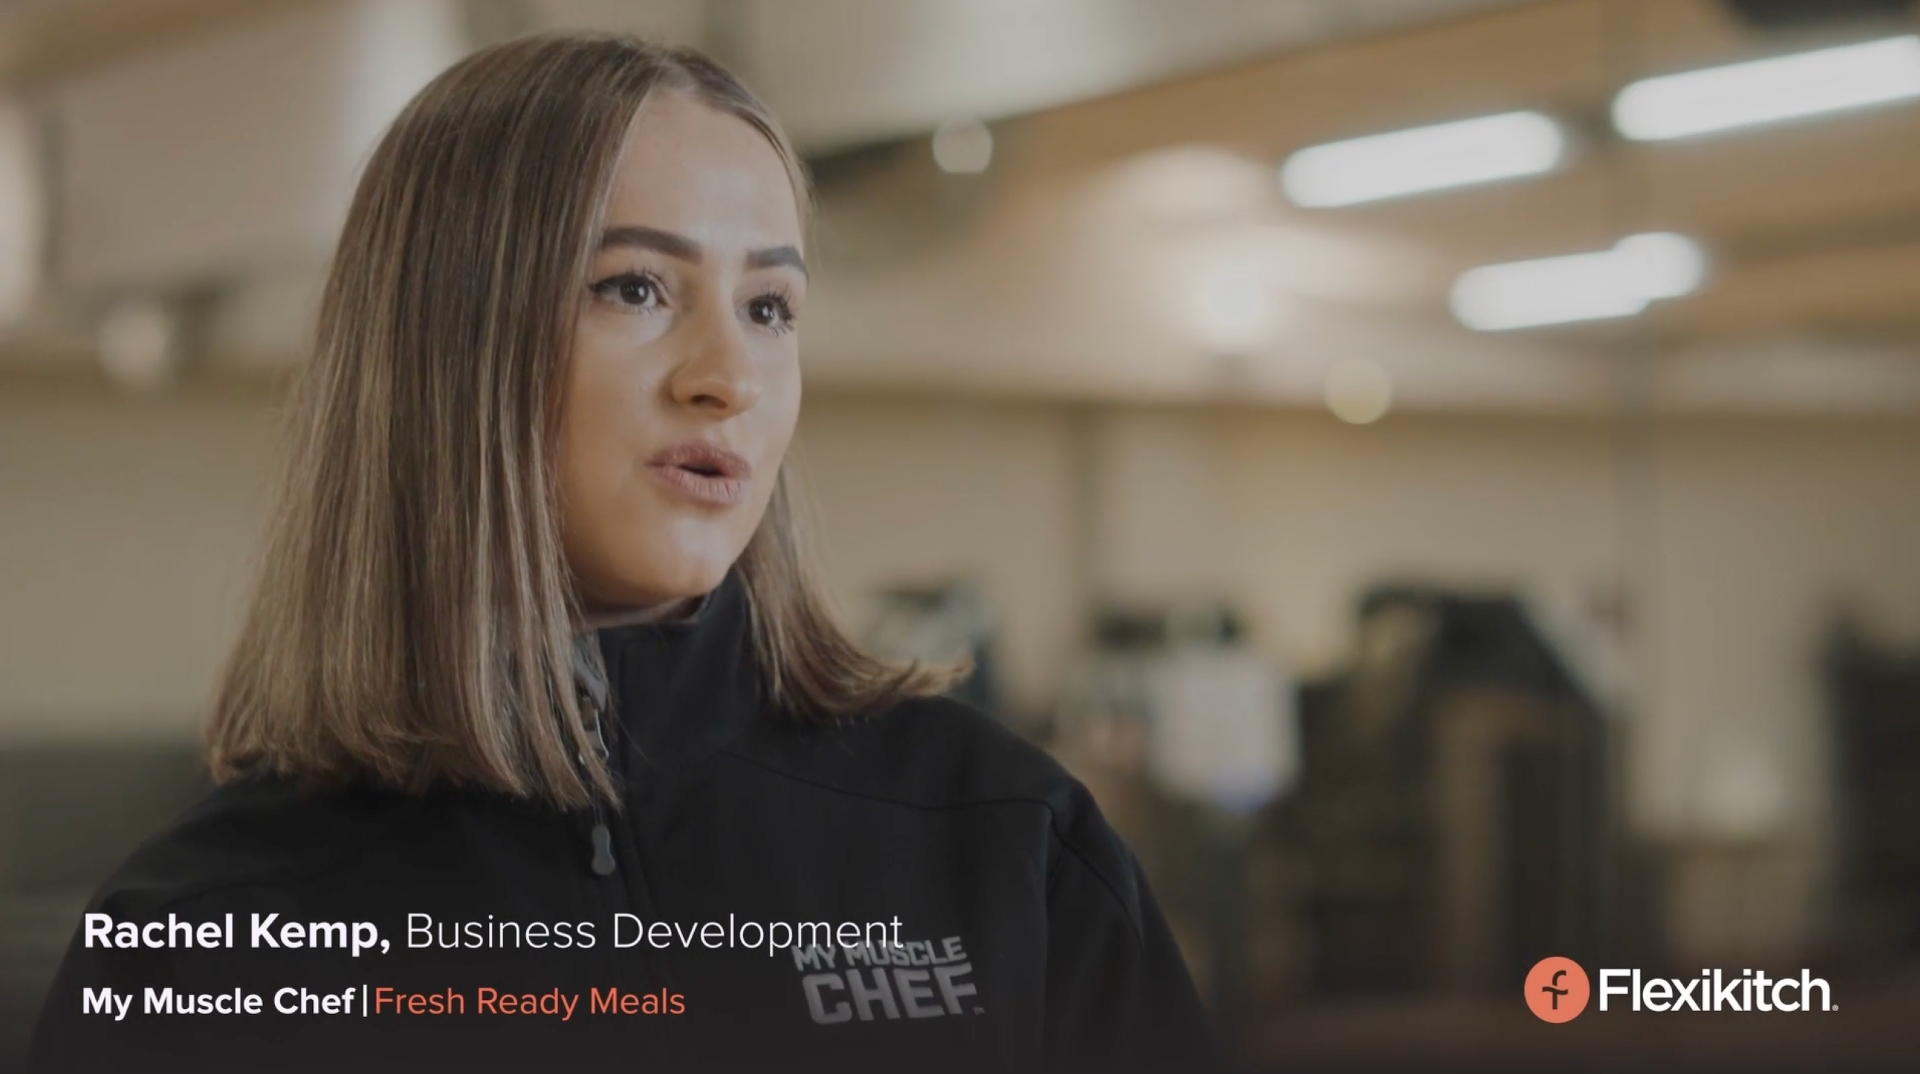 Rachel Kemp, Business Development
My Muscle Chef | Fresh Ready Meals
MY MUSCLE
CHEF
Flexikitch